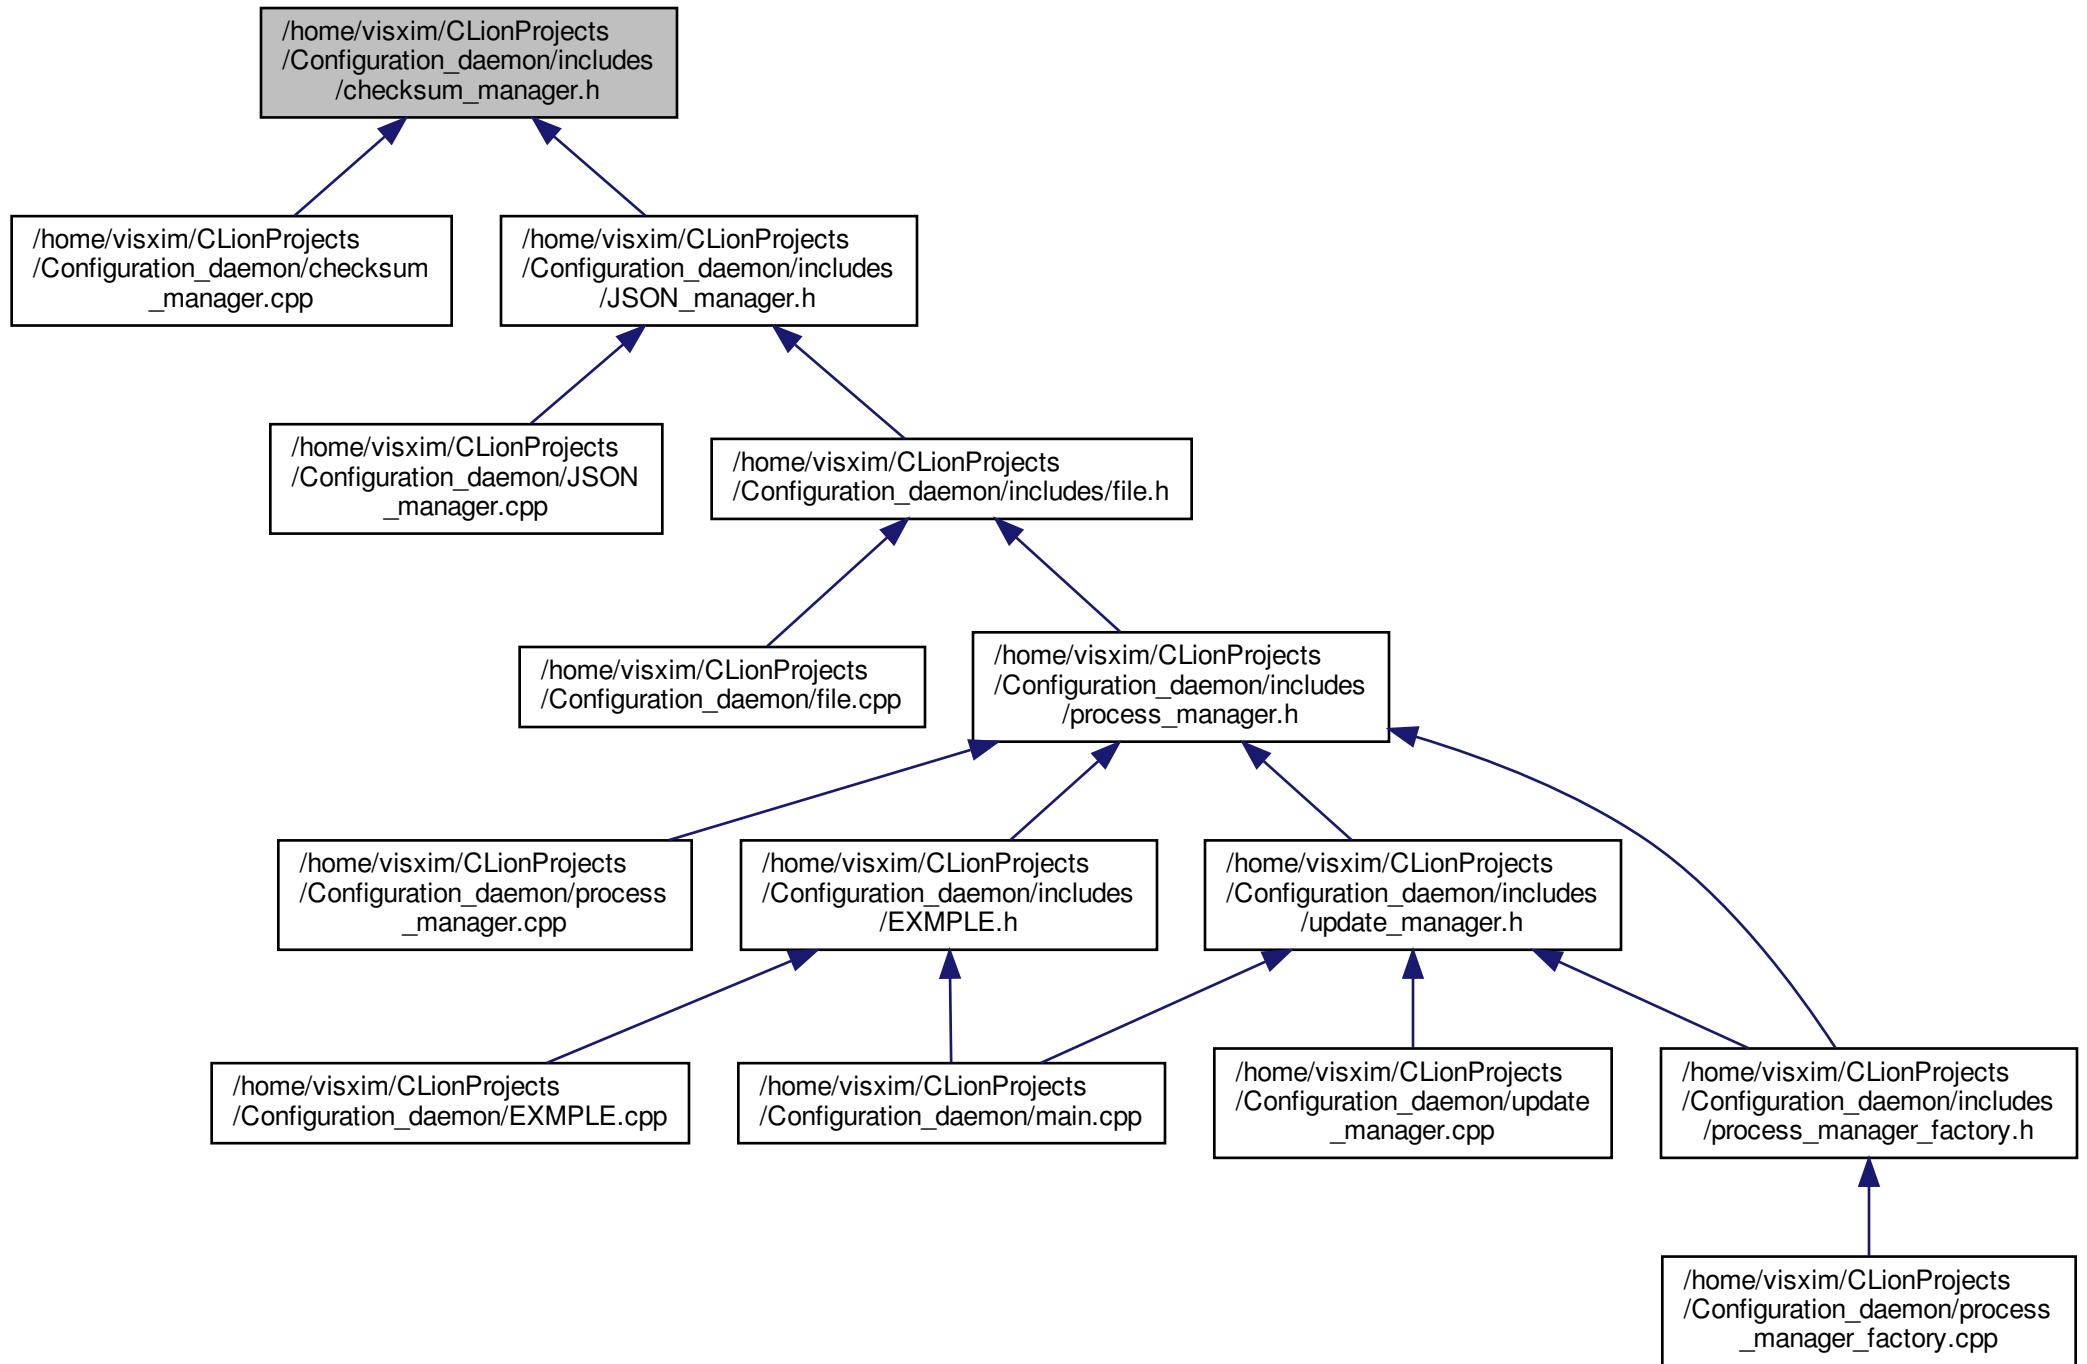 /home/visxim/CLionProjects
/Configuration_daemon/includes
/checksum_manager.h
/home/visxim/CLionProjects
/Configuration_daemon/checksum
_manager.cpp
/home/visxim/CLionProjects
/Configuration_daemon/includes
/JSON_manager.h
/home/visxim/CLionProjects
/Configuration_daemon/JSON
_manager.cpp
/home/visxim/CLionProjects
/Configuration_daemon/includes/file.h
/home/visxim/CLionProjects
/Configuration_daemon/file.cpp
/home/visxim/CLionProjects
/Configuration_daemon/includes
/process_manager.h
/home/visxim/CLionProjects
/Configuration_daemon/process
_manager.cpp
/home/visxim/CLionProjects
/Configuration_daemon/includes
/EXMPLE.h
/home/visxim/CLionProjects
/Configuration_daemon/includes
/update_manager.h
/home/visxim/CLionProjects
/Configuration_daemon/EXMPLE.cpp
/home/visxim/CLionProjects
/Configuration_daemon/main.cpp
/home/visxim/CLionProjects
/Configuration_daemon/update
_manager.cpp
/home/visxim/CLionProjects
/Configuration_daemon/includes
/process_manager_factory.h
/home/visxim/CLionProjects
/Configuration_daemon/process
_manager_factory.cpp